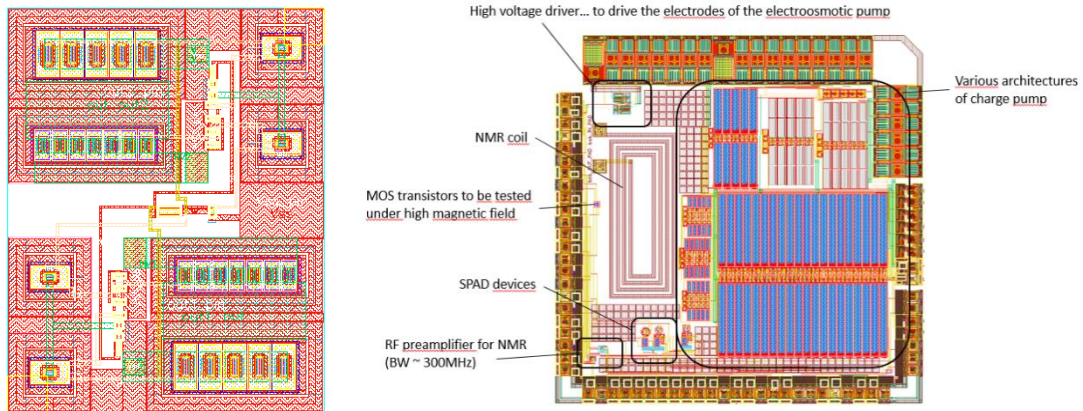 High voltage driver... to drive the electrodes of the electroosmotic pump
Various architectures
of charge pump
NMR coil
MOS transistors to be tested
under high magnetic field
SPAD devices
RF preamplifier for NMR
(BW ~ 300MHz)